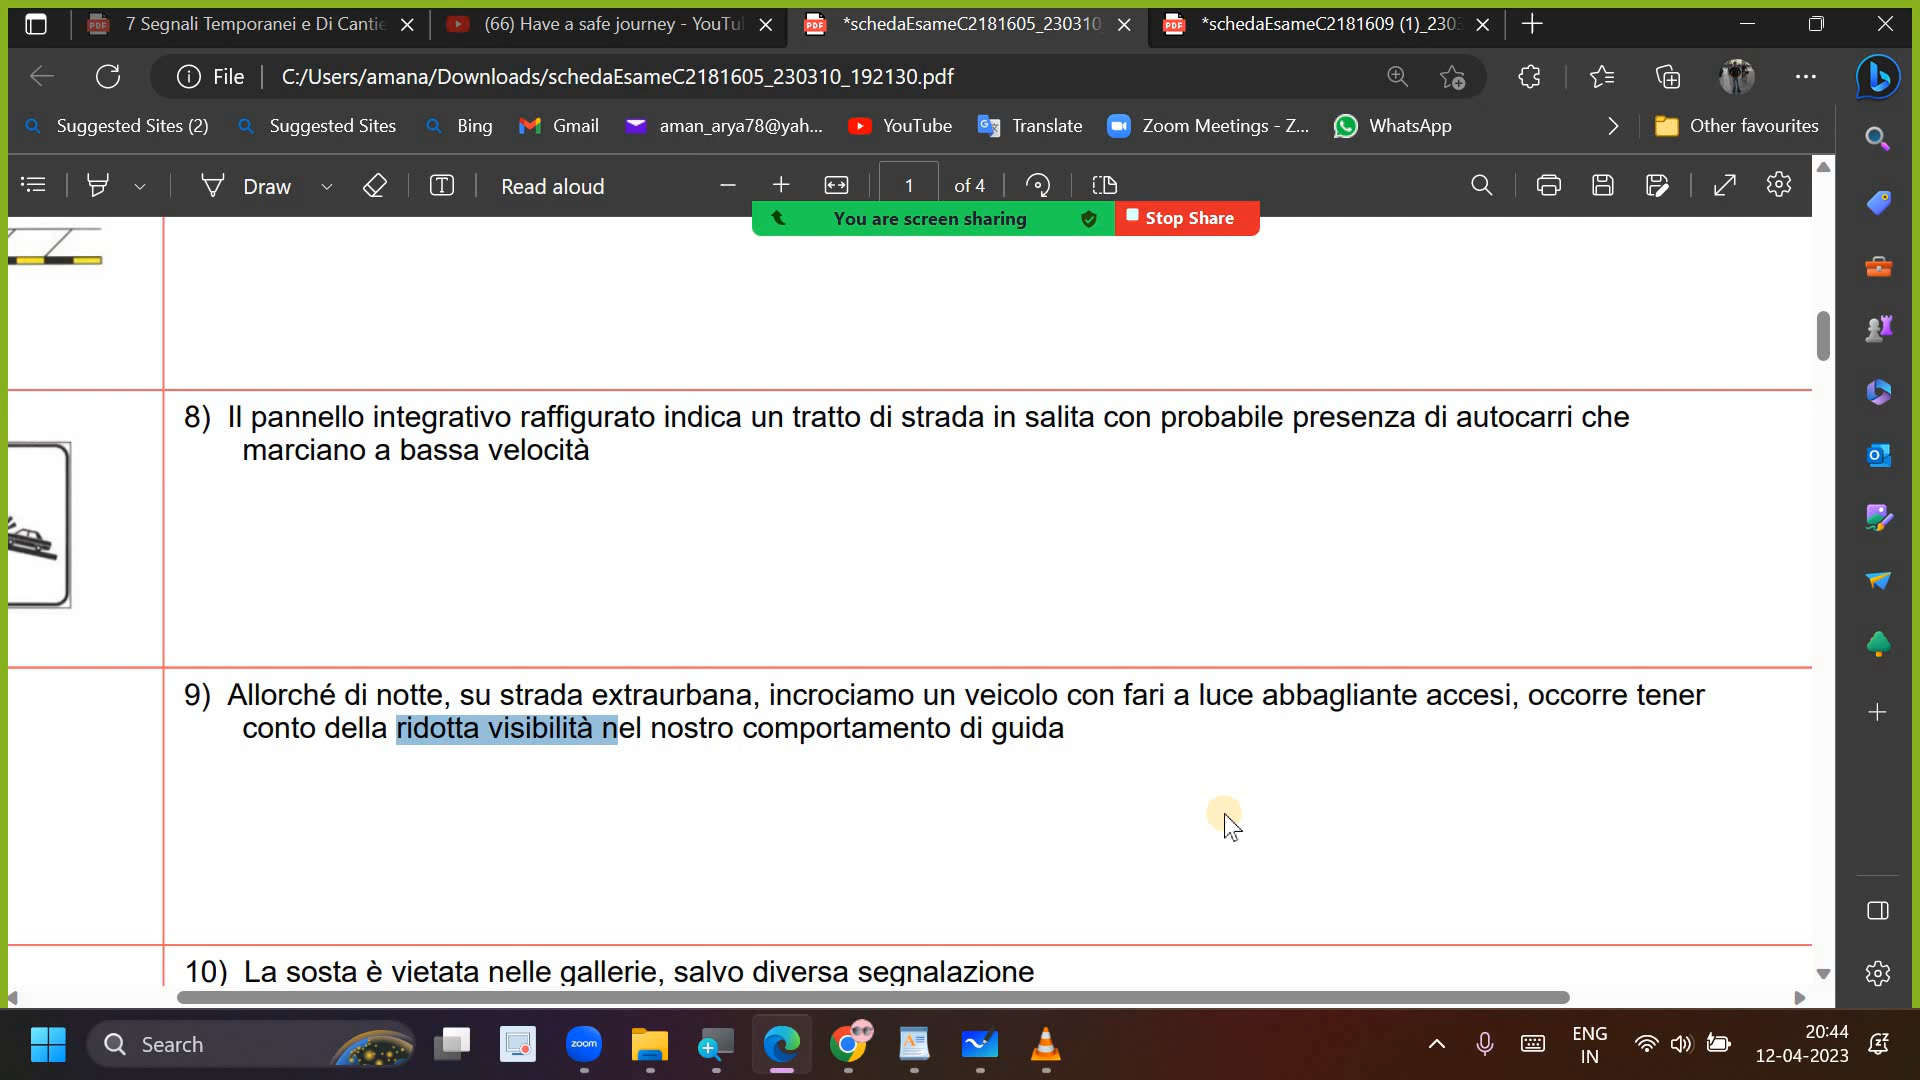 7 Segnali Temporanei e Di Cantie
(66) Have a safe journey - YouTu
*schedaEsameC2181605_230310
*schedaEsameC2181609 (1)_230
File
C:/Users/amana/Downloads/schedaEsameC2181605_230310_192130.pdf
Suggested Sites (2)
Suggested Sites
Bing
Gmail
aman_arya78@yah...
YouTube
Translate
Zoom Meetings - Z...
WhatsApp
Other favourites
Draw
Read aloud
1
of 4
You are screen sharing
Stop Share
8) Il pannello integrativo raffigurato indica un tratto di strada in salita con probabile presenza di autocarri che
marciano a bassa velocità
9) Allorché di notte, su strada extraurbana, incrociamo un veicolo con fari a luce abbagliante accesi, occorre tener
conto della ridotta visibilità nel nostro comportamento di guida
10) La sosta è vietata nelle gallerie, salvo diversa segnalazione
Search
zoom
ENG
IN
20:44
12-04-2023